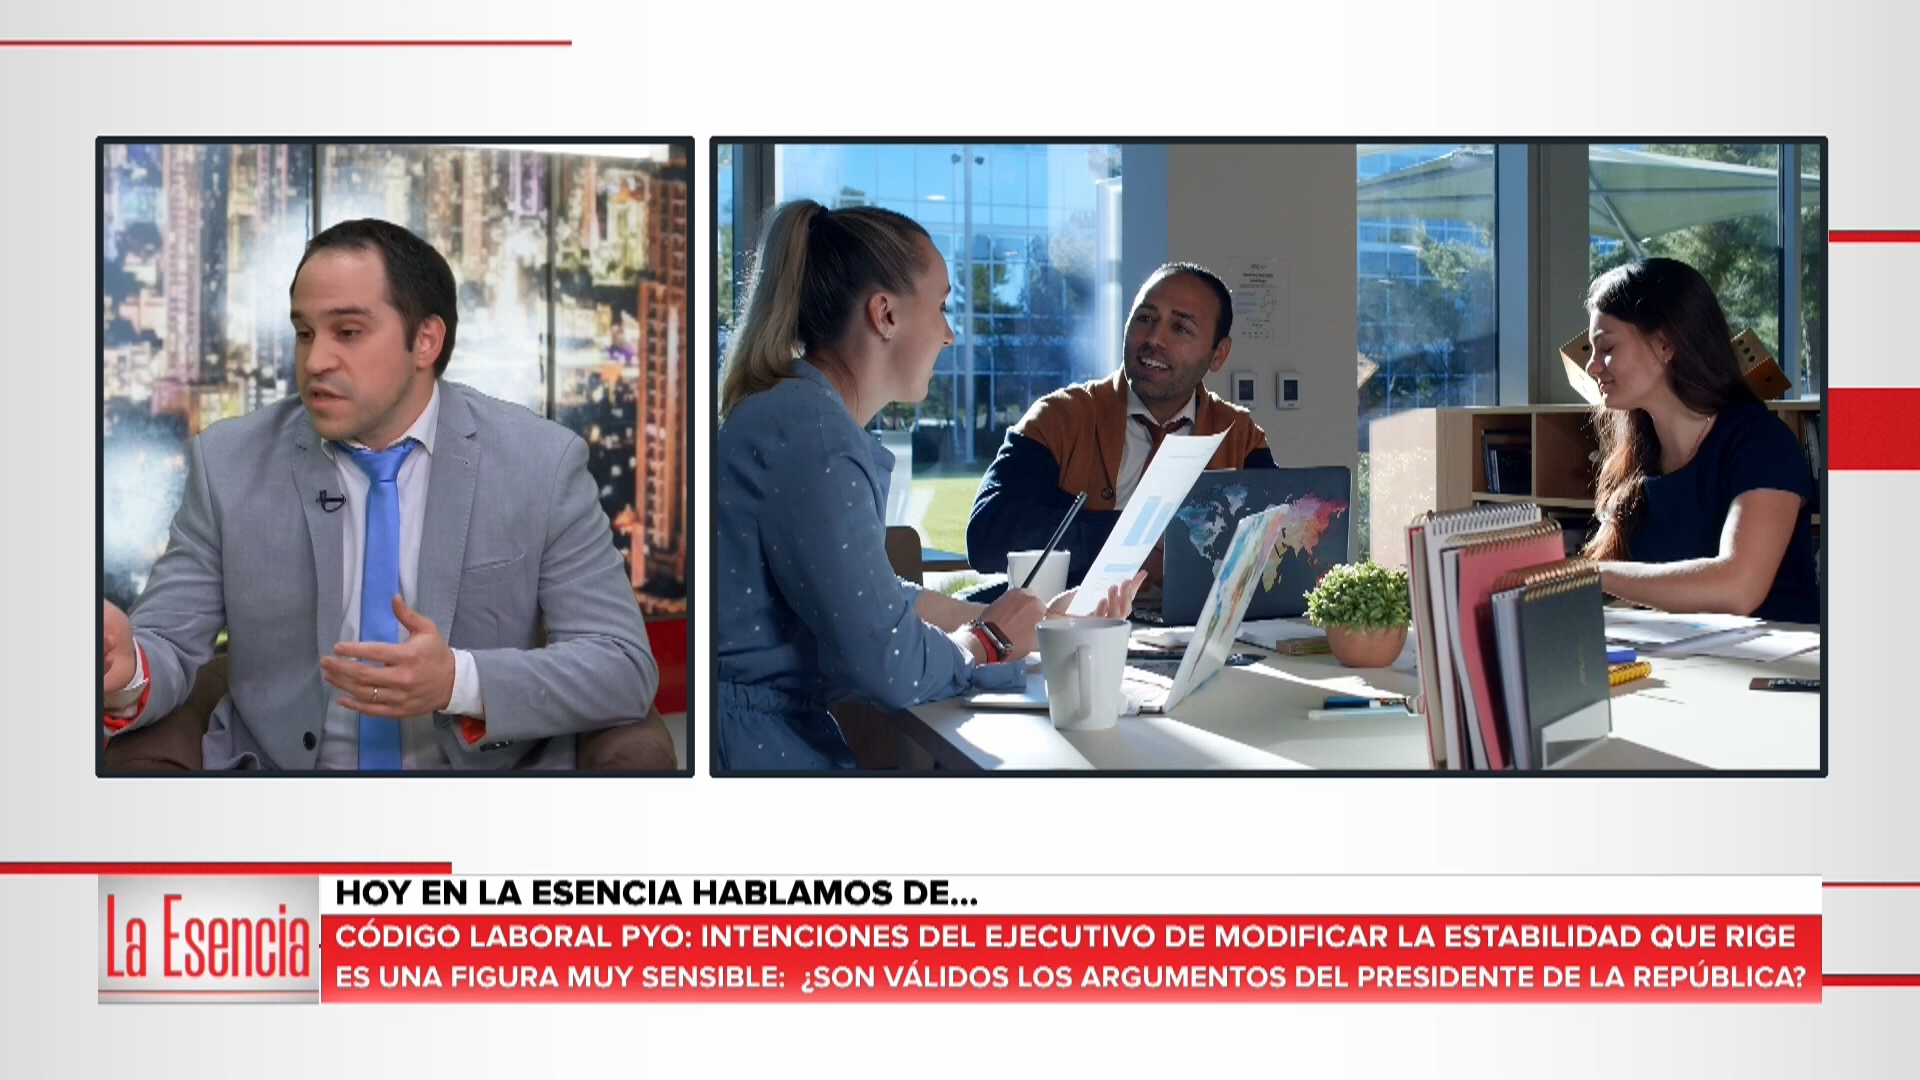 HOY EN LA ESENCIA HABLAMOS DE...
La Esencia
CÓDIGO LABORAL PYO: INTENCIONES DEL EJECUTIVO DE MODIFICAR LA ESTABILIDAD QUE RIGE
ES UNA FIGURA MUY SENSIBLE: ¿SON VÁLIDOS LOS ARGUMENTOS DEL PRESIDENTE DE LA REPÚBLICA?